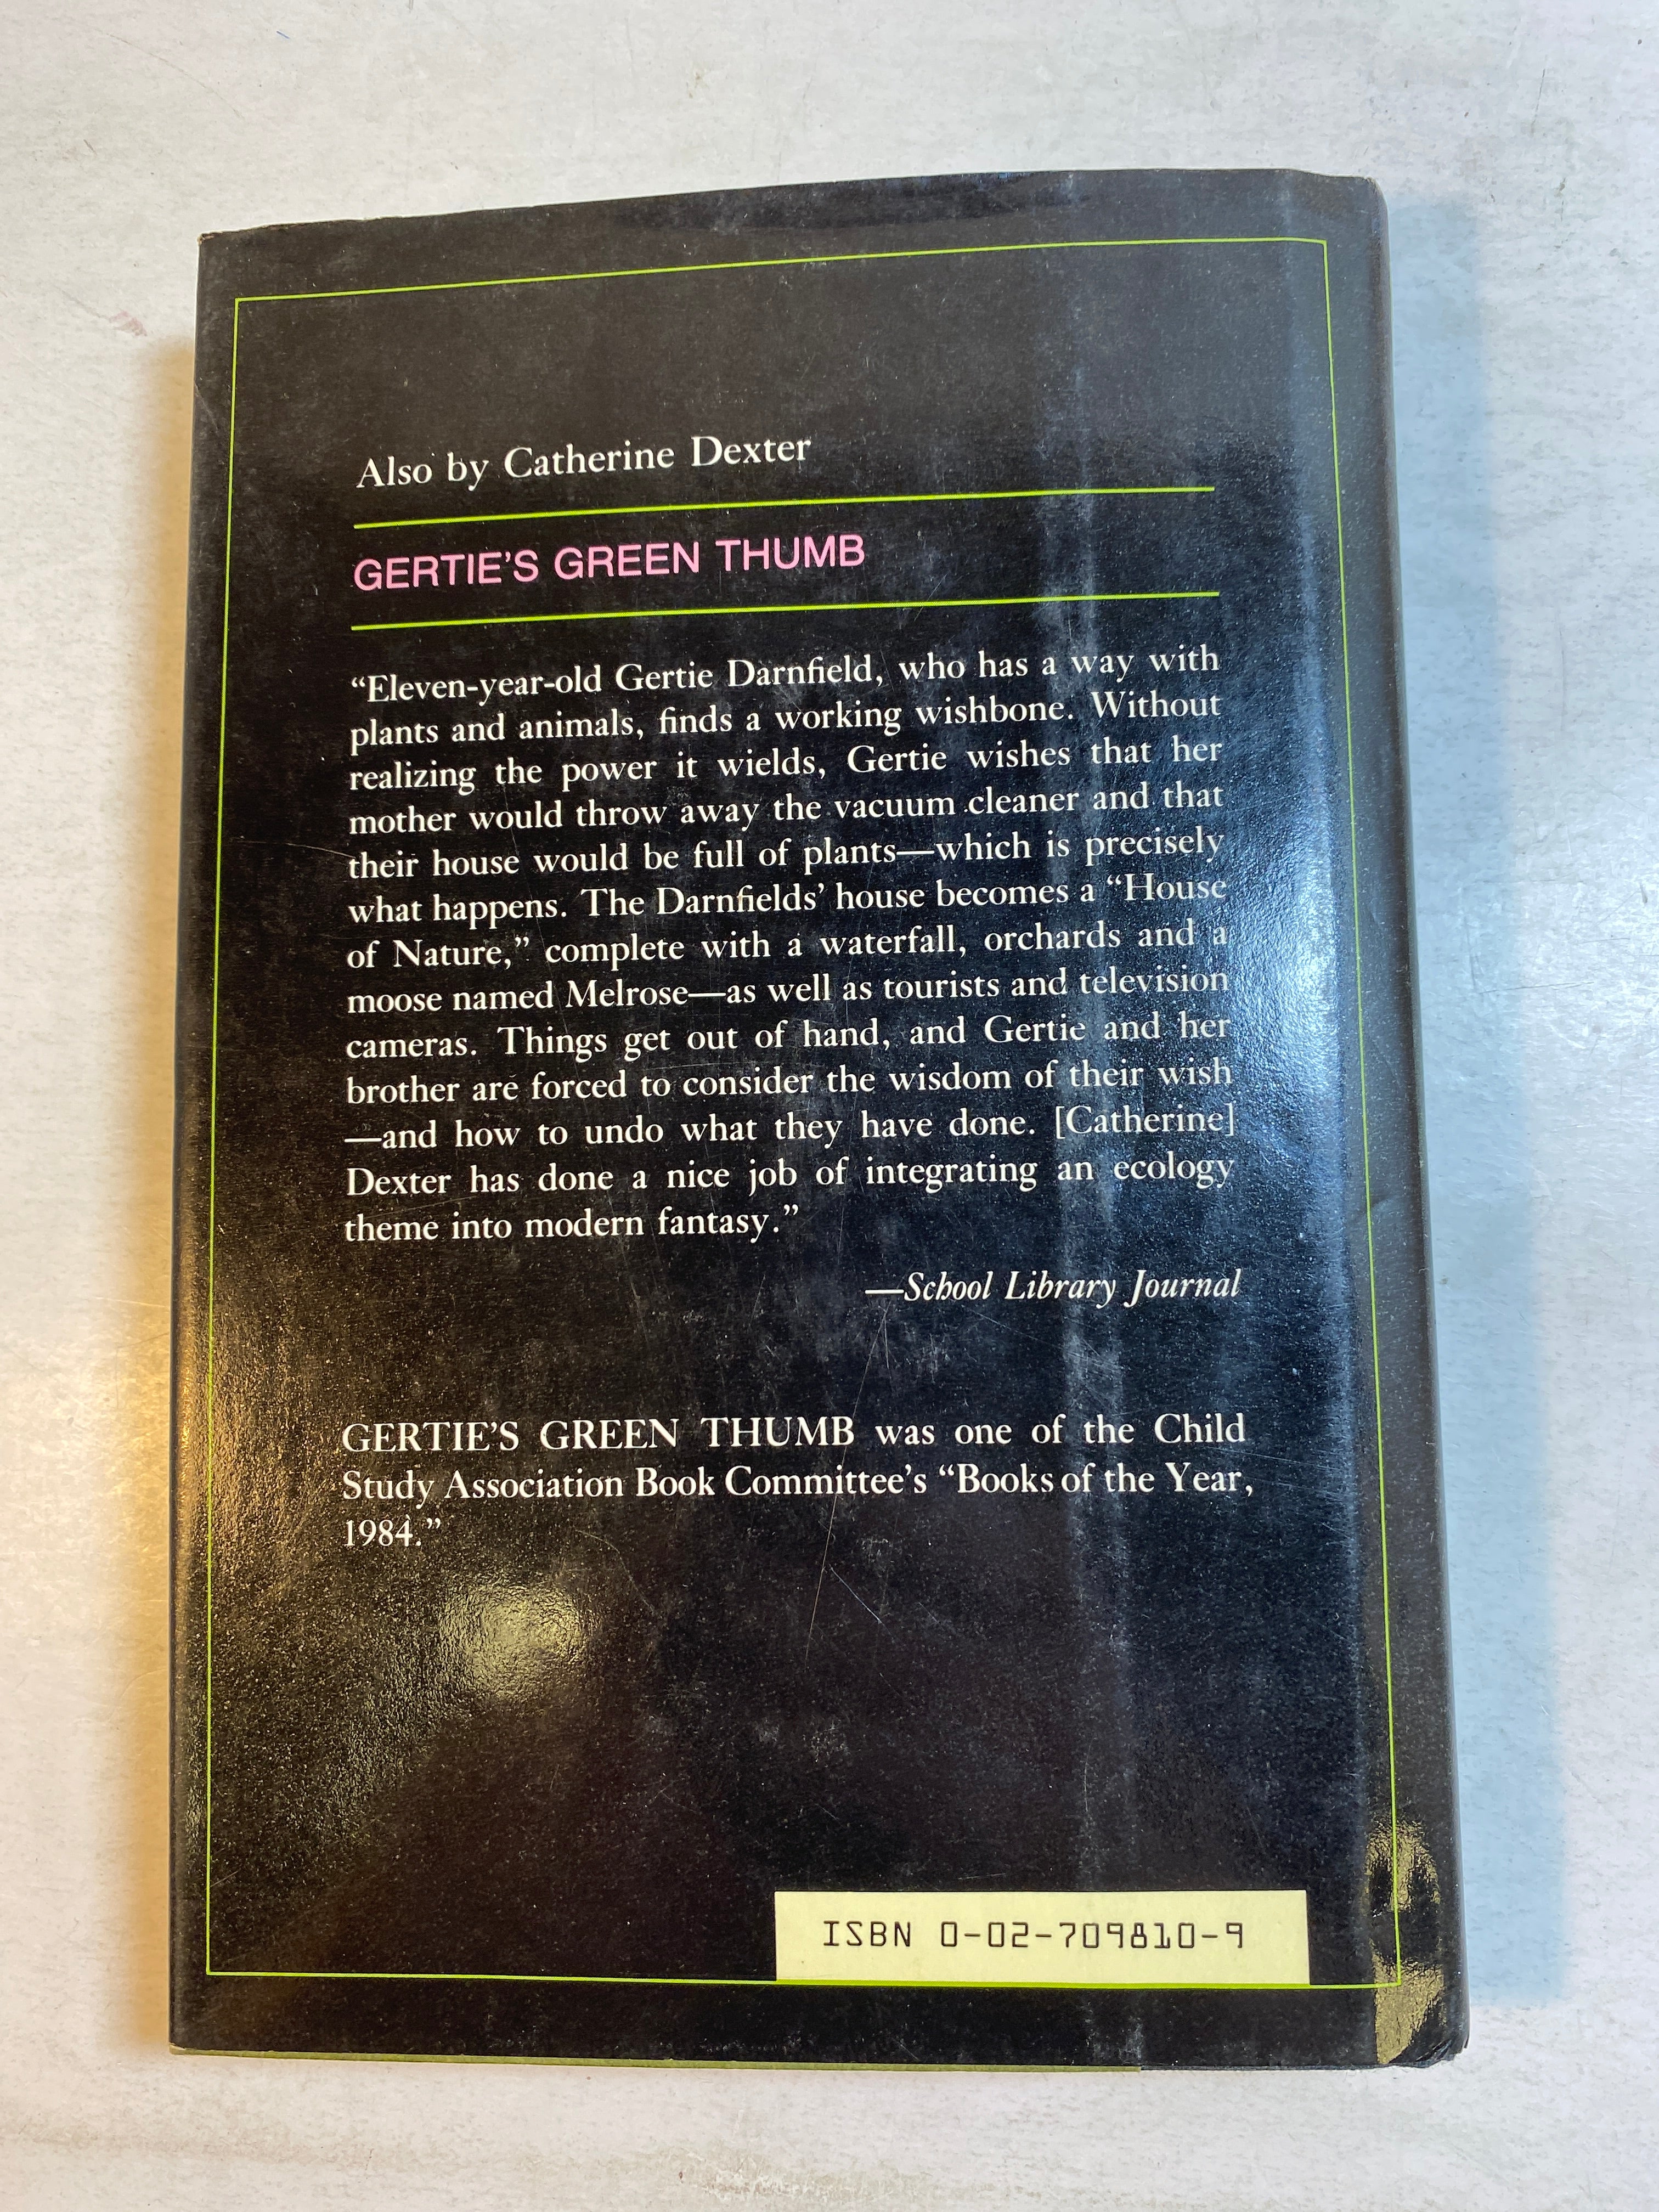 Also by Catherine Dexter
GERTIE'S GREEN THUMB
“Eleven-year-old Gertie Darnfield, who has a way with
plants and animals, finds a working wishbone. Without
realizing the power it wields, Gertie wishes that her
mother would throw away the vacuum cleaner and that
their house would be full of plants—which is precisely
what happens. The Darnfields’ house becomes a “House
of Nature,” complete with a waterfall, orchards and a
moose named Melrose—as well as tourists and television
cameras. Things get out of hand, and Gertie and her
brother are forced to consider the wisdom of their wish
—and how to undo what they have done. [Catherine]
Dexter has done a nice job of integrating an ecology
theme into modern fantasy.”
—School Library Journal
GERTIE’S GREEN THUMB was one of the Child
Study Association Book Committee’s “Books of the Year,
1984.”
ISBN 0-02-709810-9